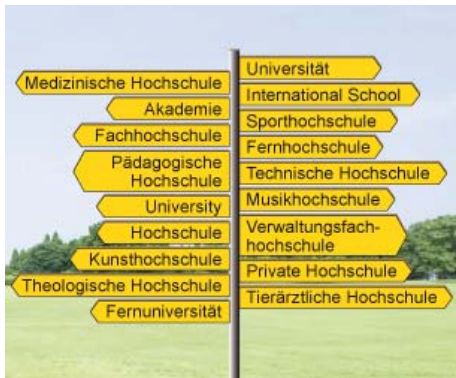 Medizinische Hochschule
Akademie
Fachhochschule
Pädagogische
Hochschule
University
Hochschule
Kunsthochschule
Theologische Hochschule
Fernuniversität
Universität
International School
Sporthochschule
Fernhochschule
Technische Hochschule
Musikhochschule
Verwaltungsfach-
hochschule
Private Hochschule
Tierärztliche Hochschule